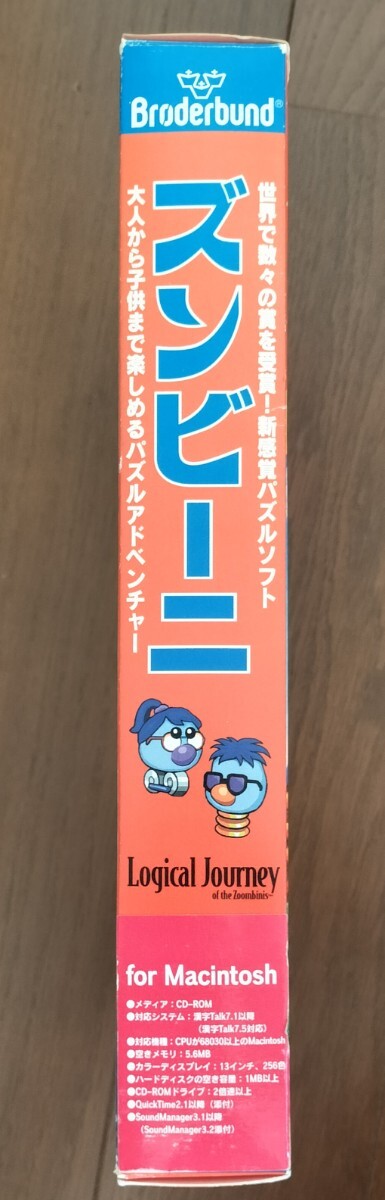 Brøderbund®
世界で数々の賞を受賞!新感覚パズルソフト
ズンビーニ
大人から子供まで楽しめるパズルアドベンチャー
Logical Journey
of the Zoombinis™
for Macintosh
●メディア:CD-ROM
●対応システム:漢字Talk7.1以降
(漢字Talk7.5対応)
●対応機種:CPUが68030以上のMacintosh
●空きメモリ:5.6MB
●カラーディスプレイ:13インチ、256色
●ハードディスクの空き容量:1MB以上
●CD-ROMドライブ:2倍速以上
●QuickTime2.1以降(添付)
●SoundManager3.1以降
(SoundManager3.2添付)